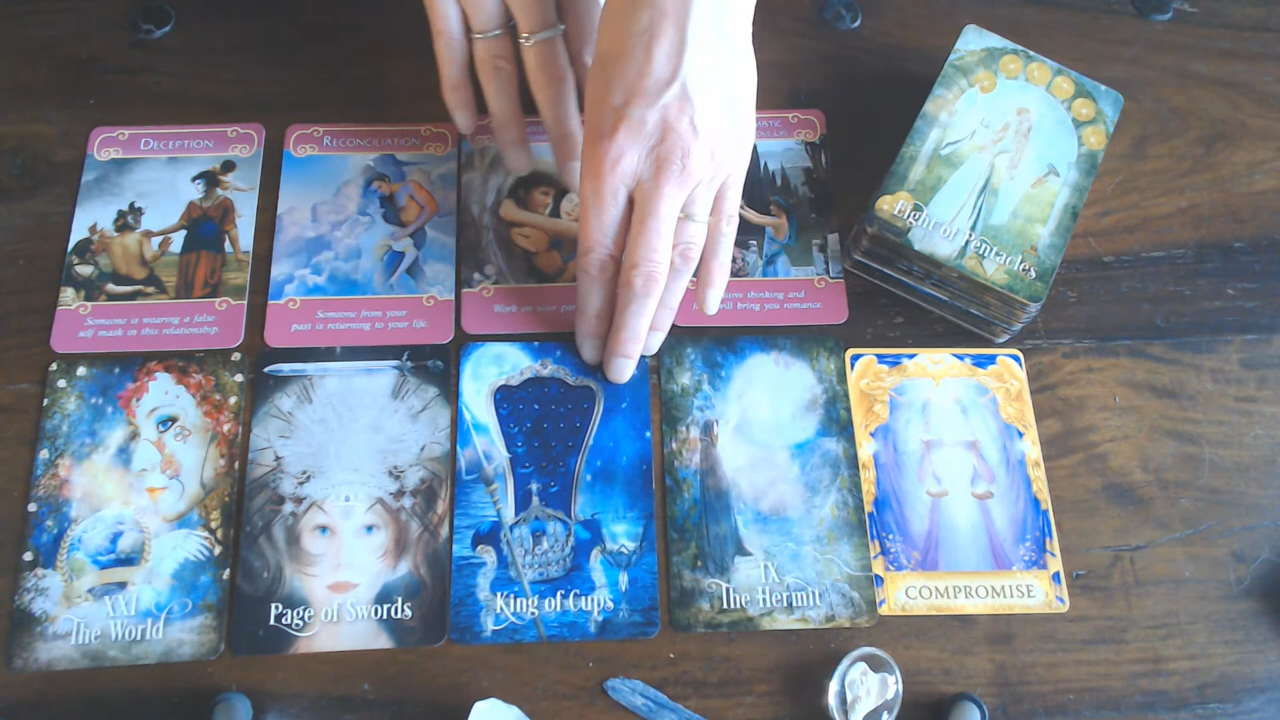 DECEPTION
Someone is wearing a false
self mask in this relationship.
RECONCILIATION
Someone from your
past is returning to your life.
Work on your
thinking and
will bring you romance.
Eight of Pentacles
XXI
The World
Page of Swords
King of Cups
IX
The Hermit
COMPROMISE